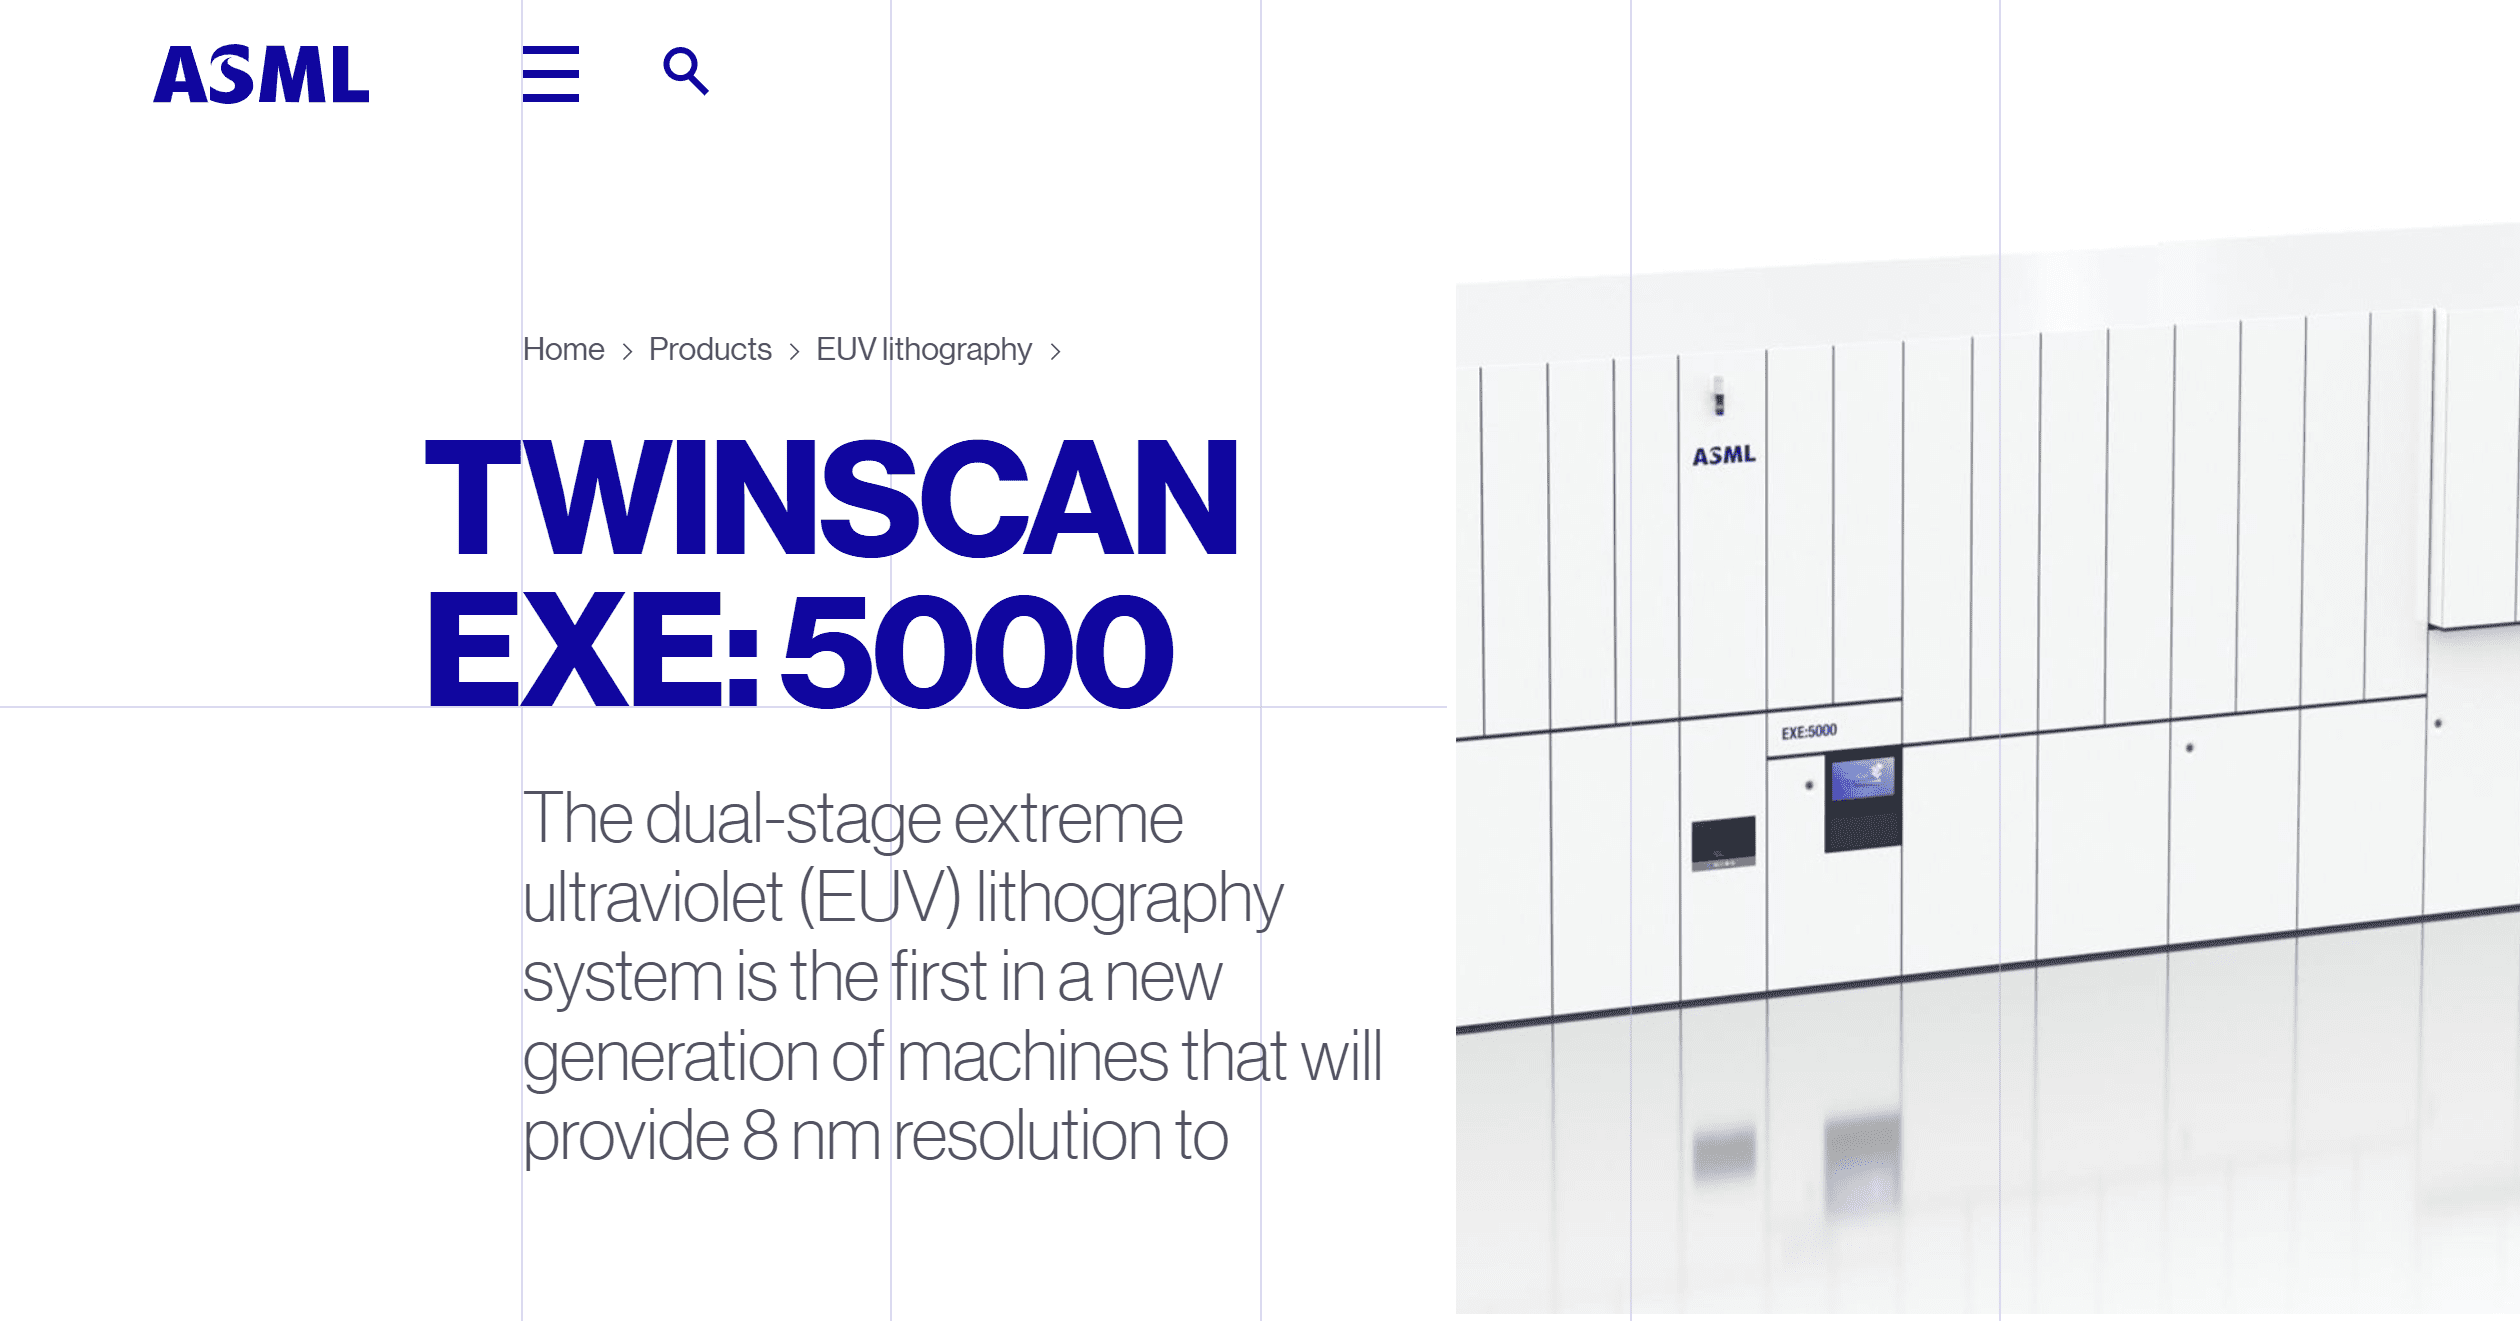 ASML
Home > Products > EUV lithography >
TWINSCAN
EXE: 5000
The dual-stage extreme
ultraviolet (EUV) lithography
system is the first in a new
generation of machines that will
provide 8 nm resolution to
ASML
EXE:5000